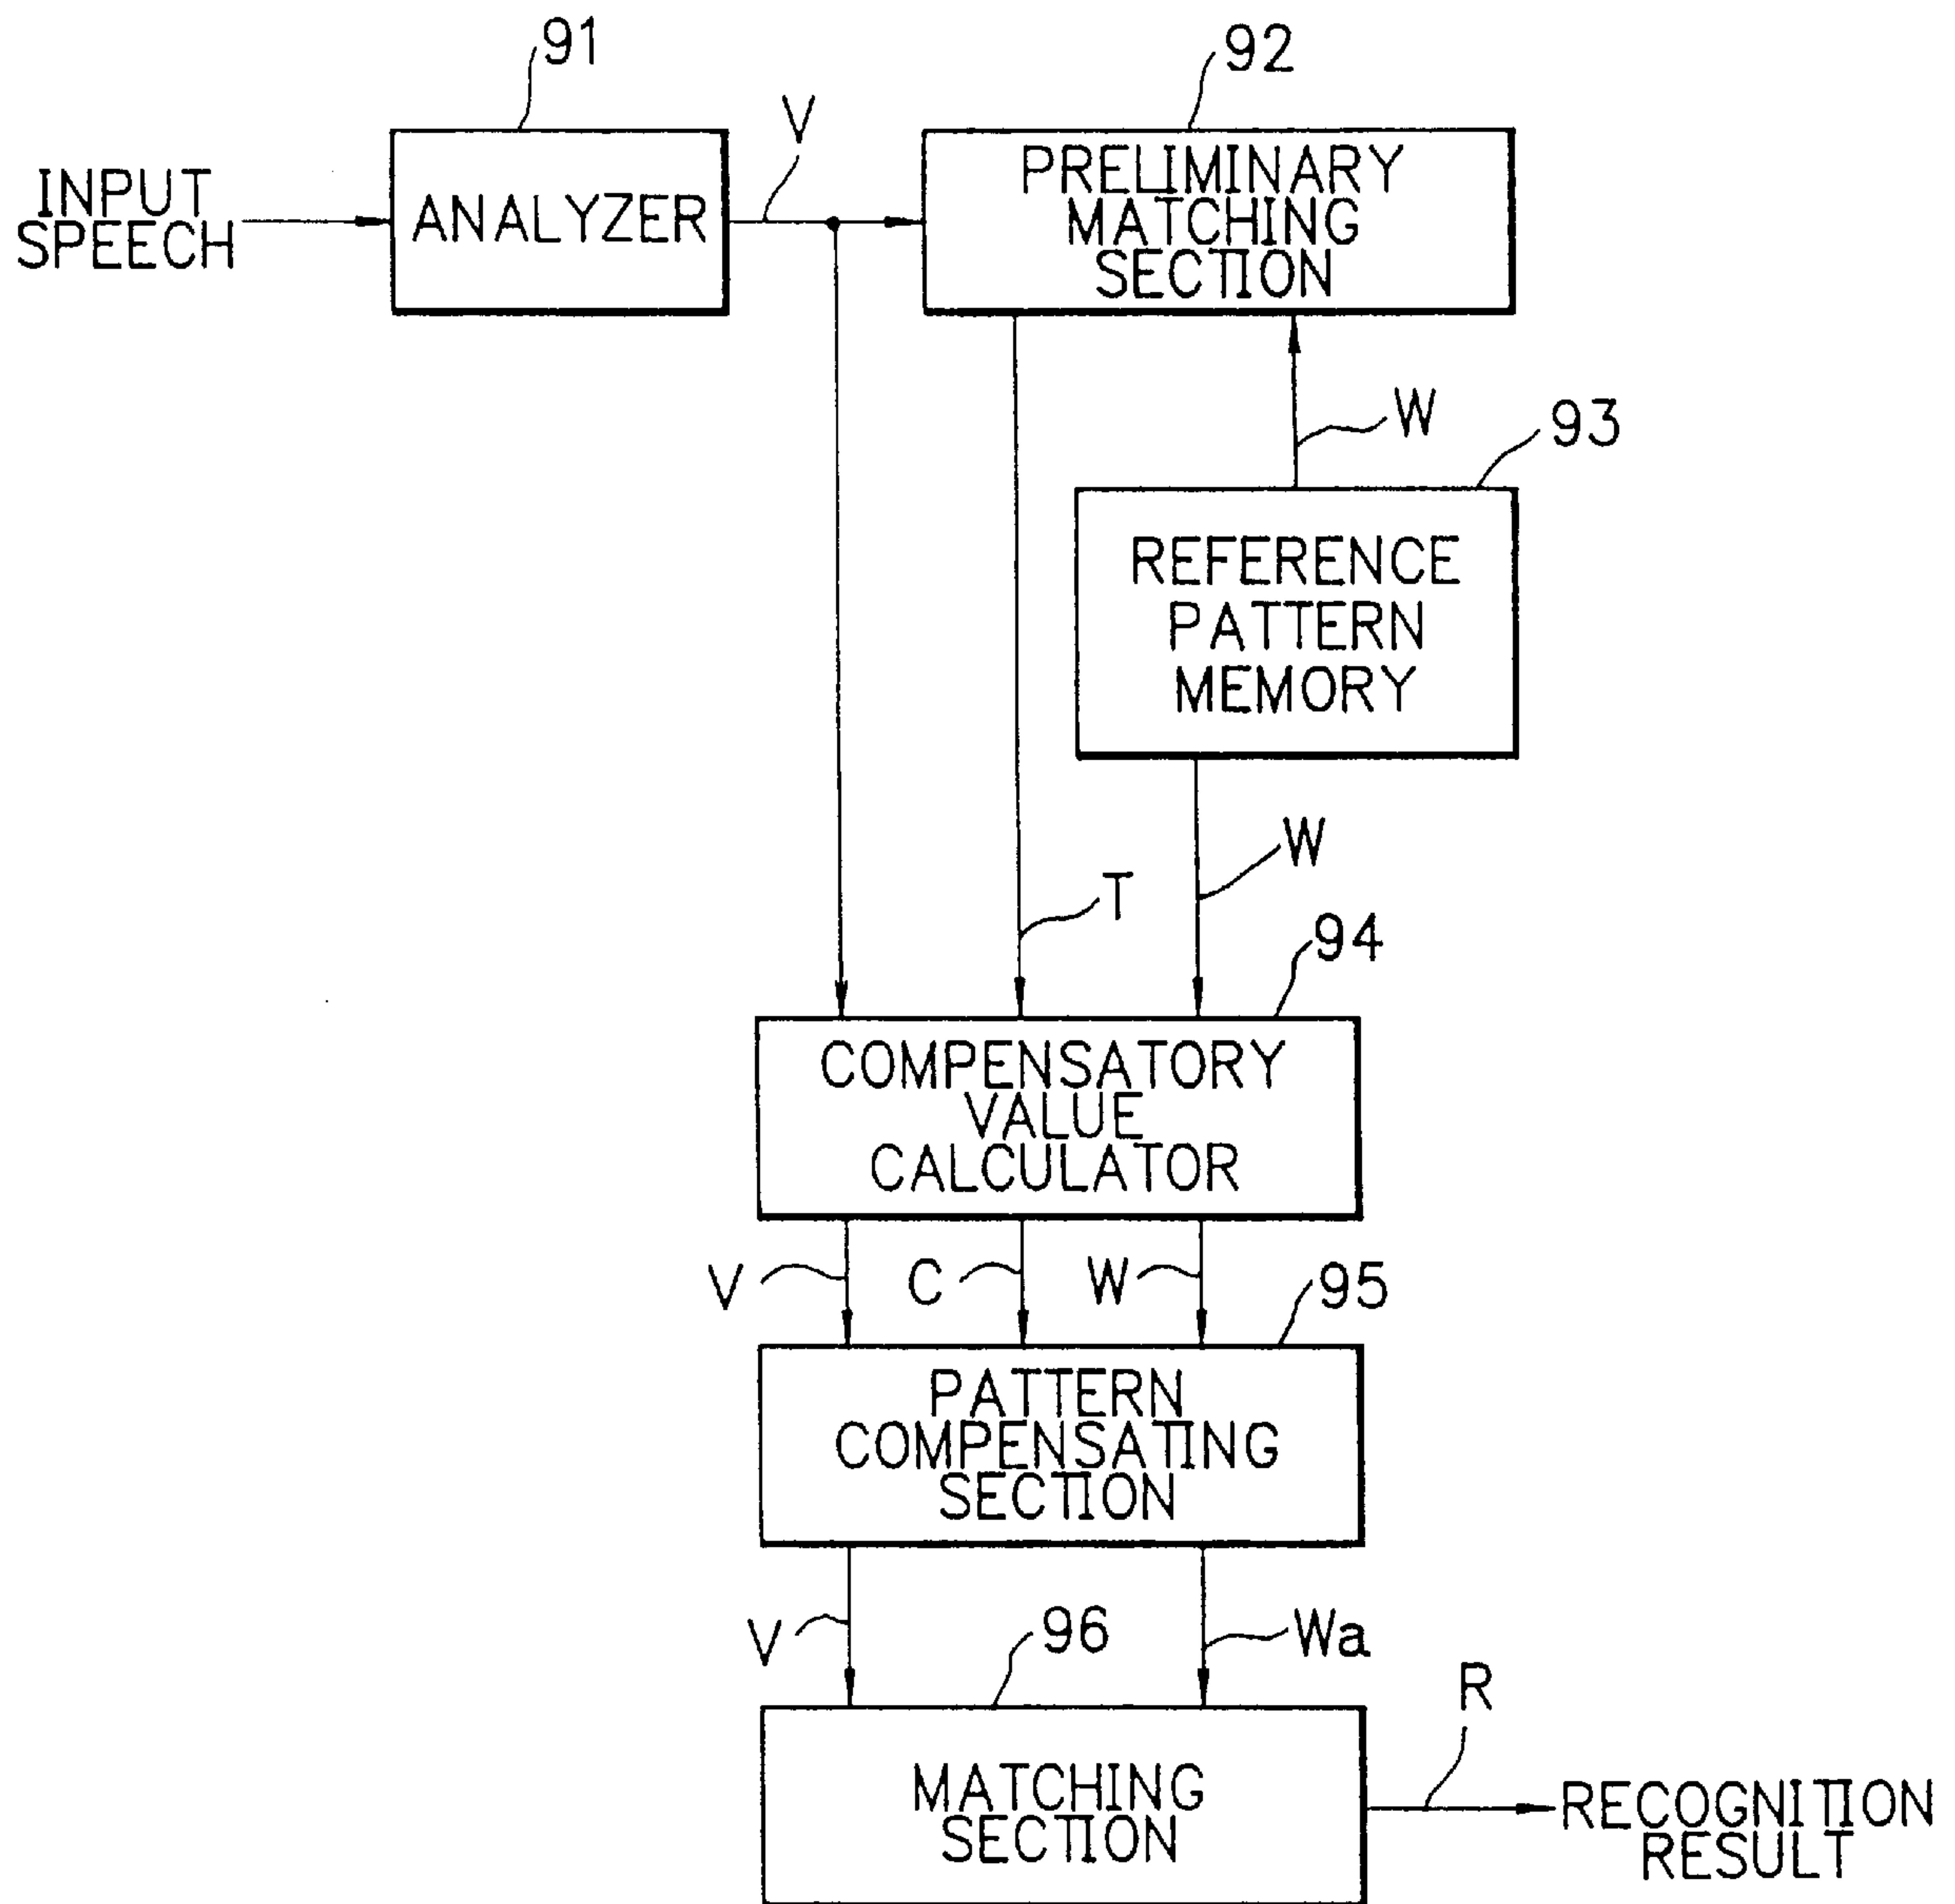 91
92
V
INPUT
SPEECH
ANALYZER
PRELIMINARY
MATCHING
SECTION
W
93
REFERENCE
PATTERN
MEMORY
W
T
94
COMPENSATORY
VALUE
CALCULATOR
V
C
W
95
PATTERN
COMPENSATING
SECTION
V
96
Wa
R
MATCHING
SECTION
RECOGNITION
RESULT